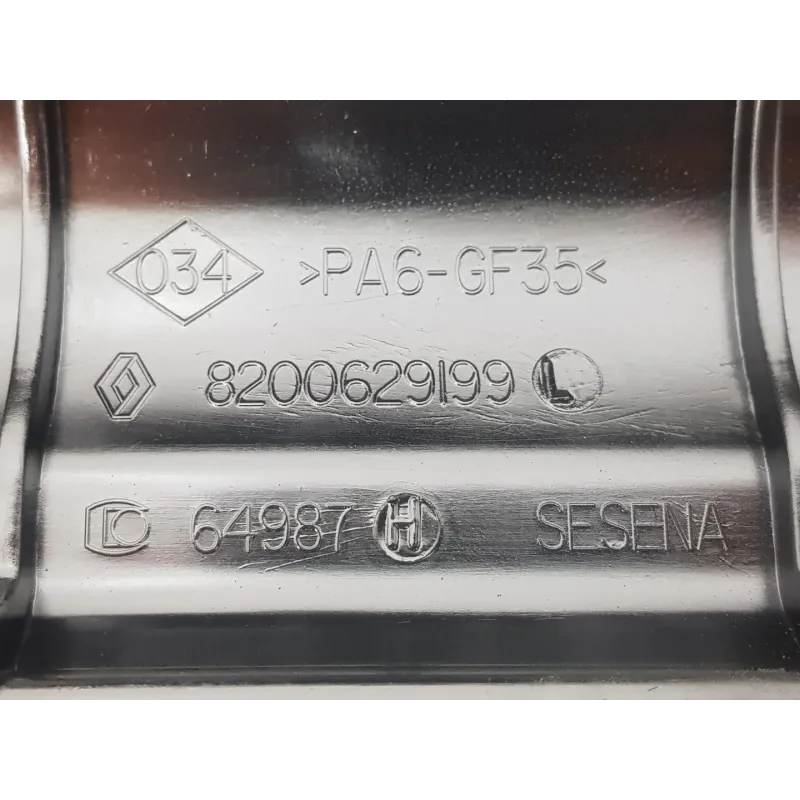 034 >PA6-GF35<
8200629199 L
64987 H SESENA